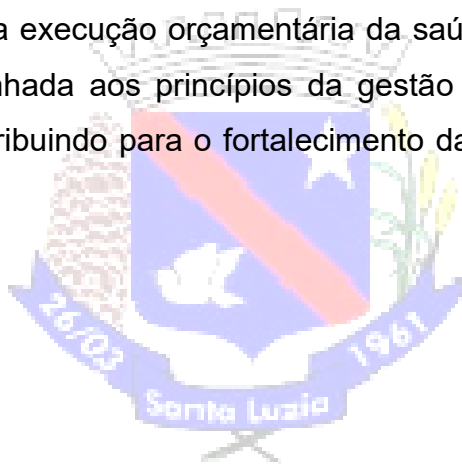 a execução orçamentária da saú
nhada aos princípios da gestão
ribuindo para o fortalecimento da
26/03
1961
Santa Luzia